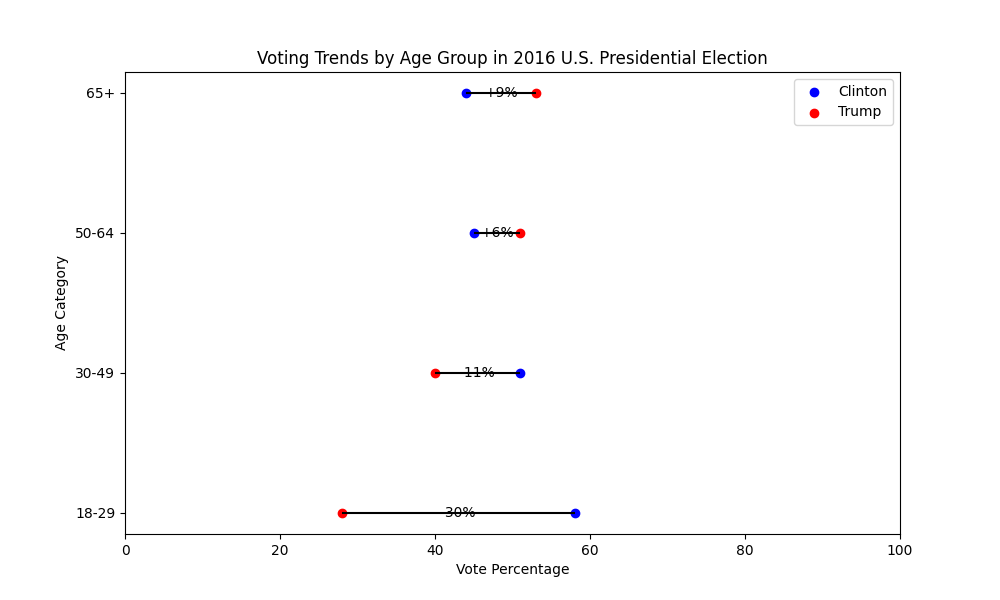 Voting Trends by Age Group in 2016 U.S. Presidential Election
65+
+9%
Clinton
Trump
50-64
+6%
Age Category
30-49
-11%
18-29
-30%
0 20 40 60 80 100
Vote Percentage